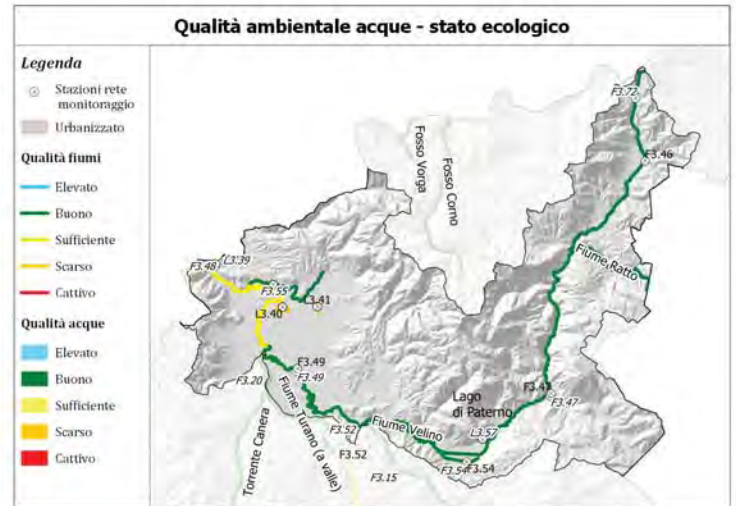 Qualità ambientale acque - stato ecologico
Legenda
Stazioni rete
monitoraggio
Urbanizzato
Qualità fiumi
Elevato
Buono
Sufficiente
Scarso
Cattivo
Qualità acque
Elevato
Buono
Sufficiente
Scarso
Cattivo
F3.72
F3.46
Fosso Vorga
Fosso Corno
Fiume Ratto
F3.48
L3.39
F3.55
L3.40
L3.41
F3.49
F3.49
F3.20
Fiume Turano (a valle)
Torrente Canera
Lago
di Paterno
F3.47
F3.47
F3.52
F3.52
Fiume Velino
L3.57
F3.54
F3.54
F3.15